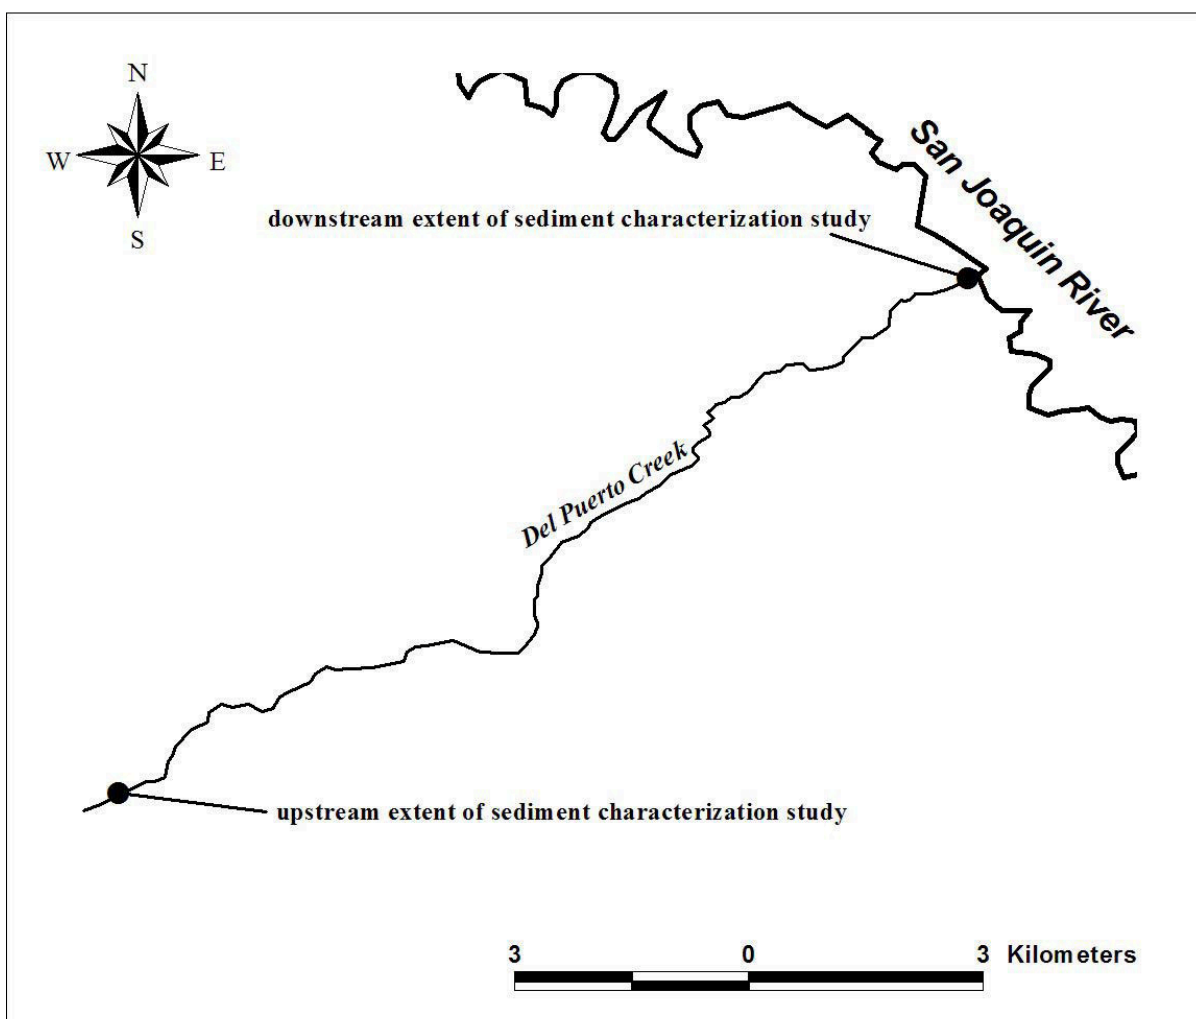 N
W E
S
San Joaquin River
downstream extent of sediment characterization study
Del Puerto Creek
upstream extent of sediment characterization study
3 0 3 Kilometers